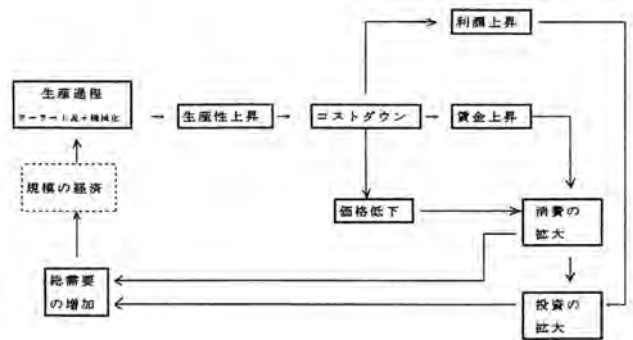 利潤上昇
生産過程
テーラー主義+機械化
生産性上昇
コストダウン
賃金上昇
規模の経済
価格低下
消費の
拡大
総需要
の増加
投資の
拡大